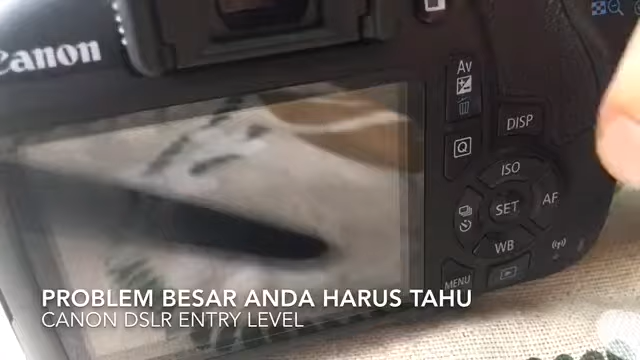 Canon
Av
Q
DISP
ISO
AF
SET
WB
MENU
PROBLEM BESAR ANDA HARUS TAHU
CANON DSLR ENTRY LEVEL